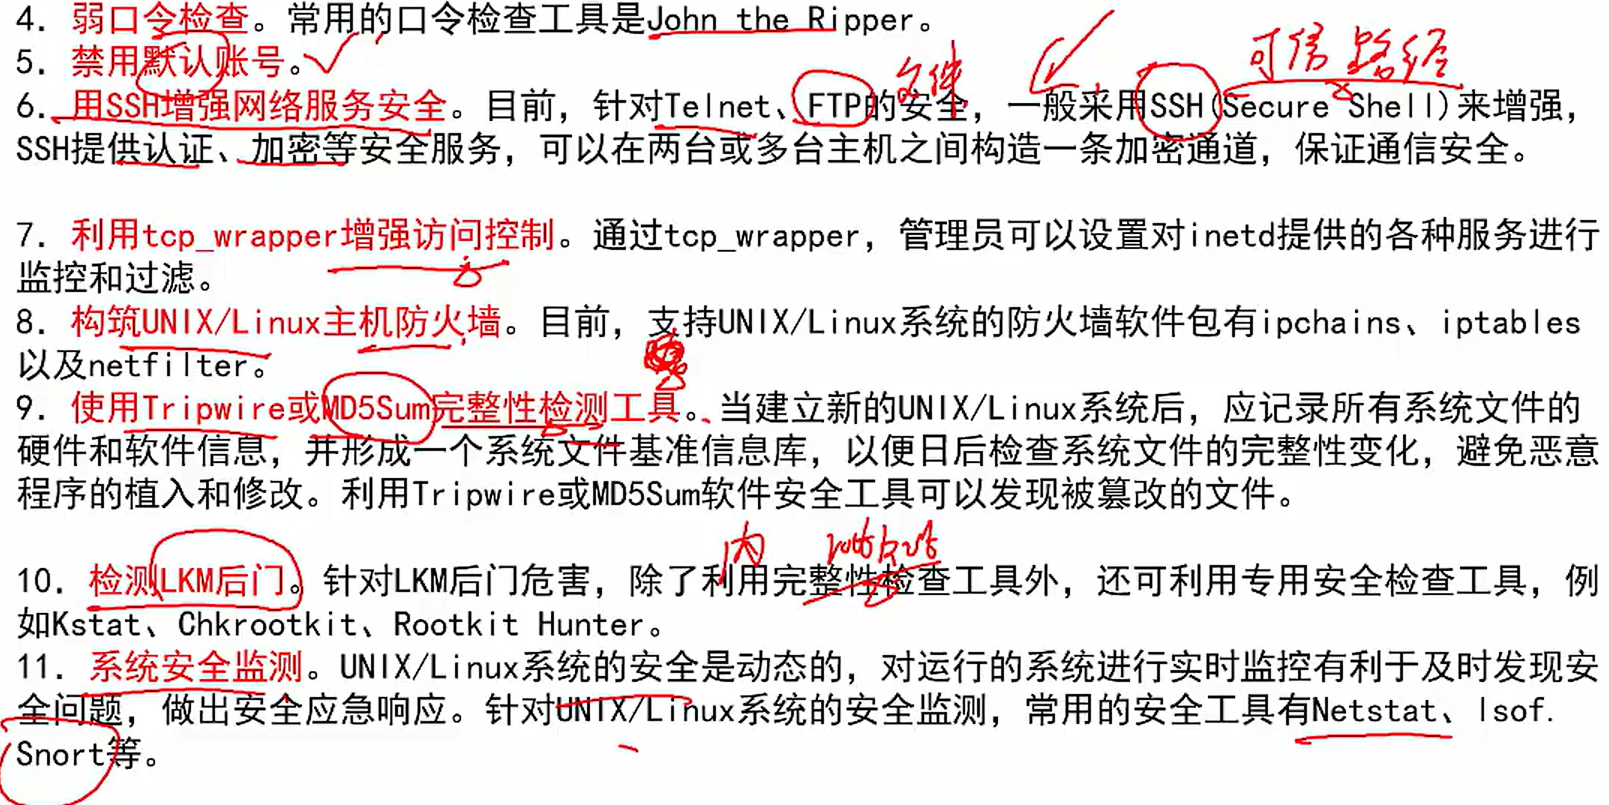 4. 弱口令检查。常用的口令检查工具是John the Ripper。
5. 禁用默认账号。
文件
可信路径
6. 用SSH增强网络服务安全。目前，针对Telnet、FTP的安全，一般采用SSH(Secure Shell)来增强，
SSH提供认证、加密等安全服务，可以在两台或多台主机之间构造一条加密通道，保证通信安全。
7. 利用tcp_wrapper增强访问控制。通过tcp_wrapper，管理员可以设置对inetd提供的各种服务进行
监控和过滤。
8. 构筑UNIX/Linux主机防火墙。目前，支持UNIX/Linux系统的防火墙软件包有ipchains、iptables
以及netfilter。
9. 使用Tripwire或MD5Sum完整性检测工具。当建立新的UNIX/Linux系统后，应记录所有系统文件的
硬件和软件信息，并形成一个系统文件基准信息库，以便日后检查系统文件的完整性变化，避免恶意
程序的植入和修改。利用Tripwire或MD5Sum软件安全工具可以发现被篡改的文件。
内
10. 检测LKM后门。针对LKM后门危害，除了利用完整性检查工具外，还可利用专用安全检查工具，例
如Kstat、Chkrootkit、Rootkit Hunter。
11. 系统安全监测。UNIX/Linux系统的安全是动态的，对运行的系统进行实时监控有利于及时发现安
全问题，做出安全应急响应。针对UNIX/Linux系统的安全监测，常用的安全工具有Netstat、lsof.
Snort等。